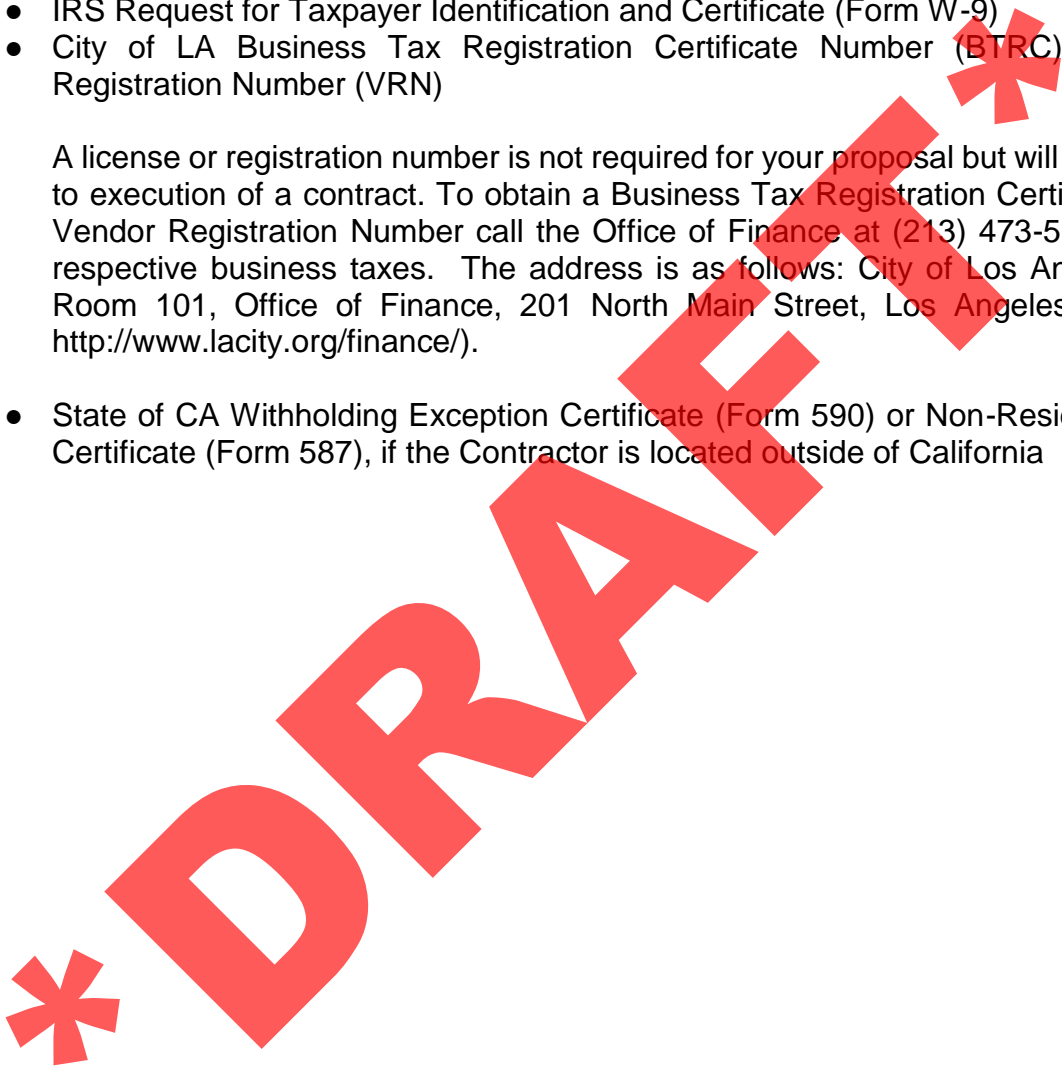 ● IRS Request for Taxpayer Identification and Certificate (Form W-9)
● City of LA Business Tax Registration Certificate Number (BTRC)
Registration Number (VRN)
A license or registration number is not required for your proposal but will
to execution of a contract. To obtain a Business Tax Registration Certi
Vendor Registration Number call the Office of Finance at (213) 473-5
respective business taxes. The address is as follows: City of Los An
Room 101, Office of Finance, 201 North Main Street, Los Angeles
http://www.lacity.org/finance/).
● State of CA Withholding Exception Certificate (Form 590) or Non-Resi
Certificate (Form 587), if the Contractor is located outside of California
*DRAFT*